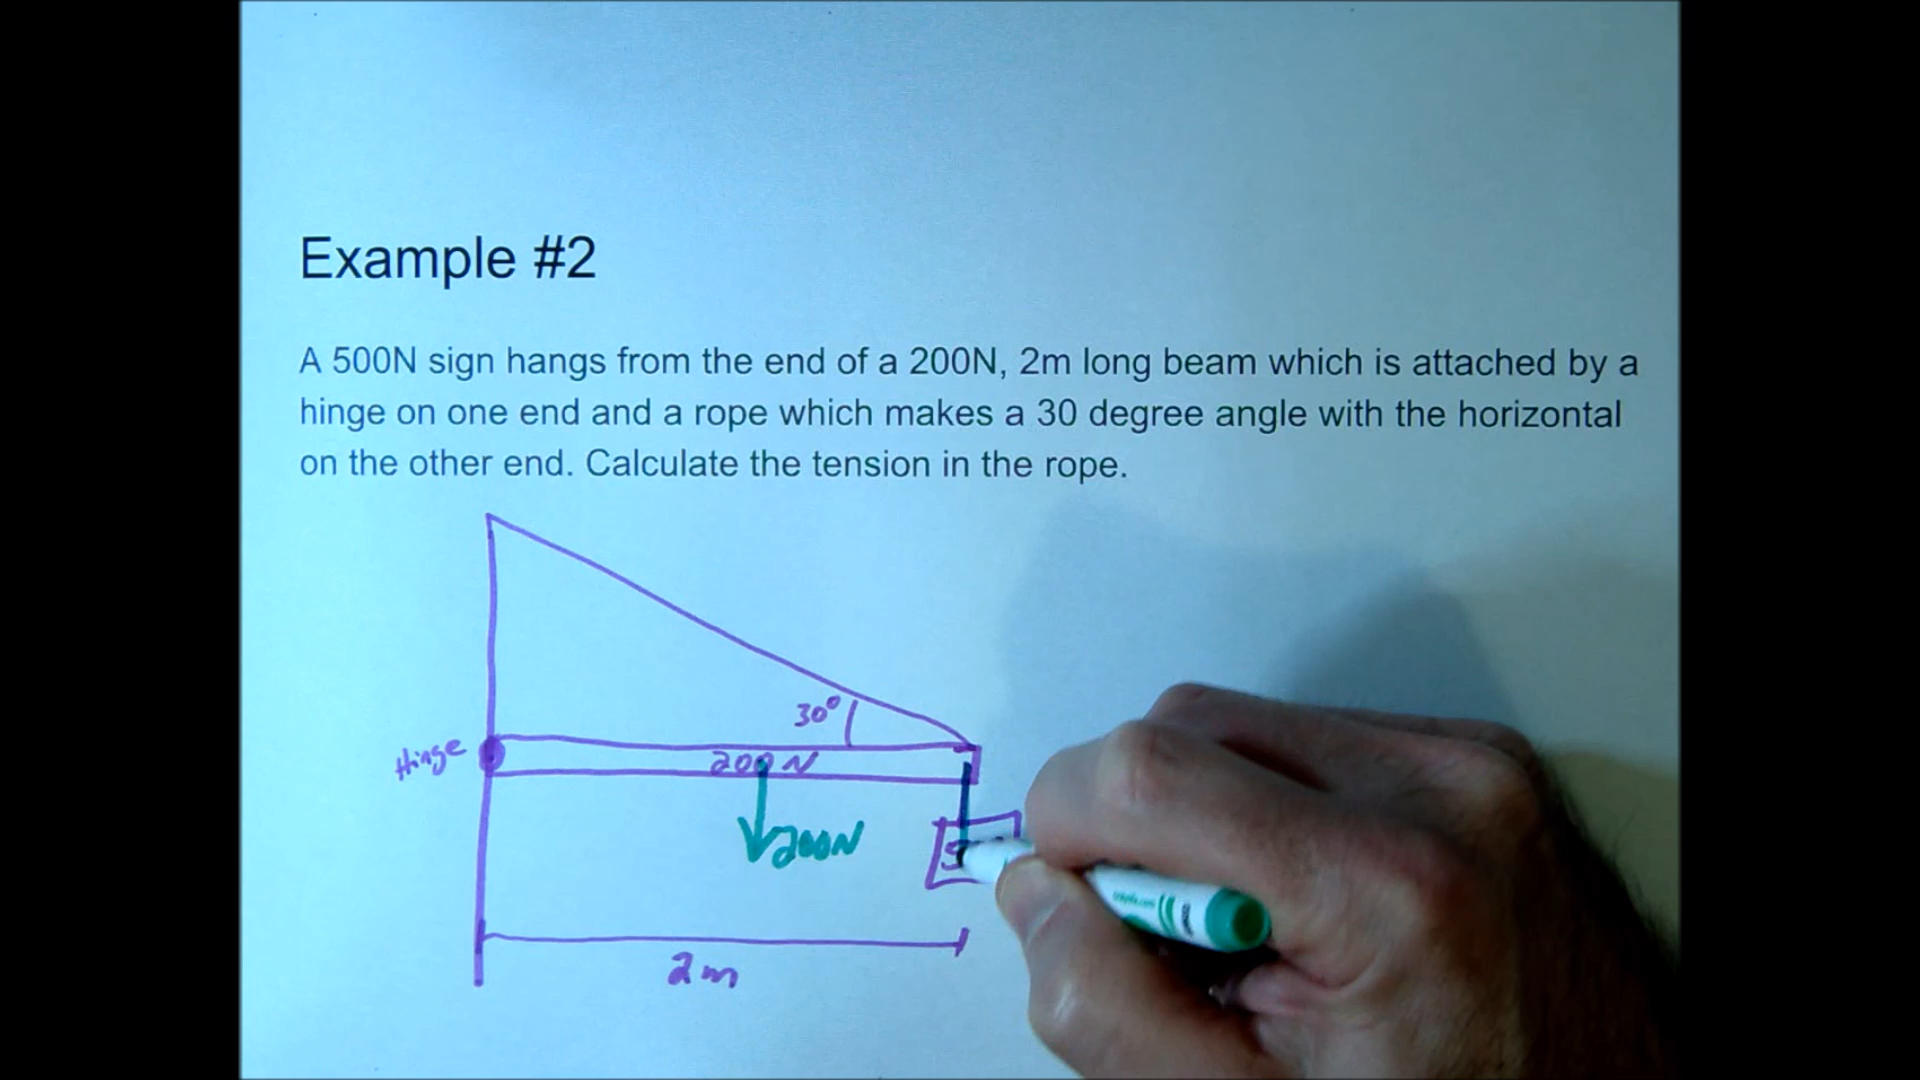 Example #2
A 500N sign hangs from the end of a 200N, 2m long beam which is attached by a
hinge on one end and a rope which makes a 30 degree angle with the horizontal
on the other end. Calculate the tension in the rope.
30°
Hinge
200 N
200N
2m